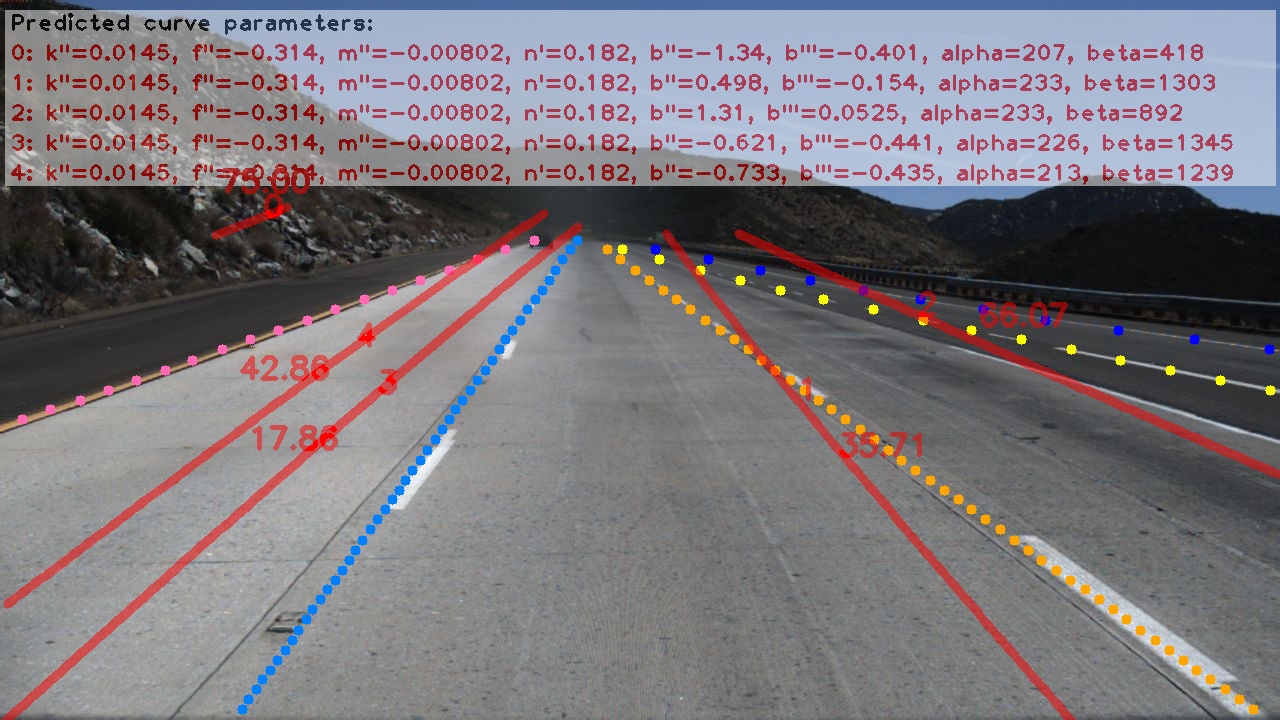 Predicted curve parameters:
0: k''=0.0145, f''=-0.314, m''=-0.00802, n'=0.182, b''=-1.34, b'''=-0.401, alpha=207, beta=418
1: k''=0.0145, f''=-0.314, m''=-0.00802, n'=0.182, b''=0.498, b'''=-0.154, alpha=233, beta=1303
2: k''=0.0145, f''=-0.314, m''=-0.00802, n'=0.182, b''=1.31, b'''=0.0525, alpha=233, beta=892
3: k''=0.0145, f''=-0.314, m''=-0.00802, n'=0.182, b''=-0.621, b'''=-0.441, alpha=226, beta=1345
4: k''=0.0145, f''=-0.314, m''=-0.00802, n'=0.182, b''=-0.733, b'''=-0.435, alpha=213, beta=1239
75.00
0
2
66.07
4
42.86
3
1
17.86
35.71